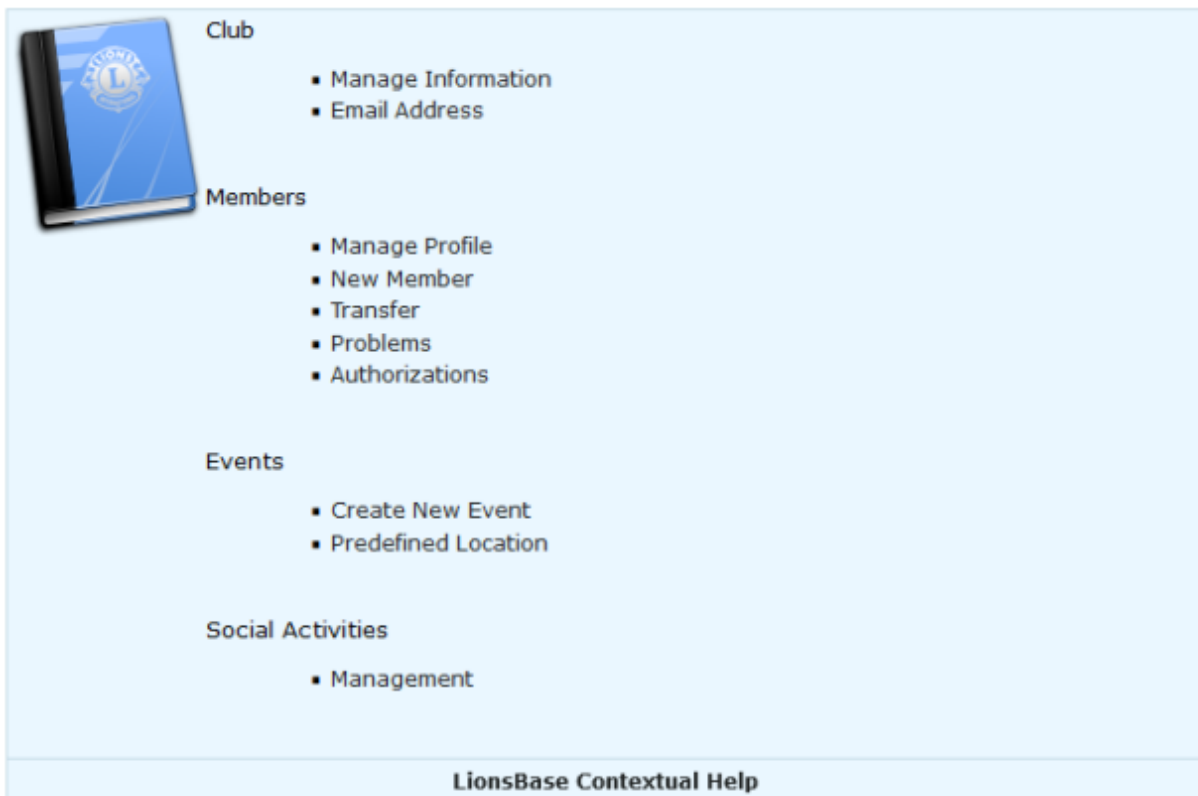 Club
Manage Information
Email Address
Members
Manage Profile
New Member
Transfer
Problems
Authorizations
Events
Create New Event
Predefined Location
Social Activities
Management
LionsBase Contextual Help
LIONS
L